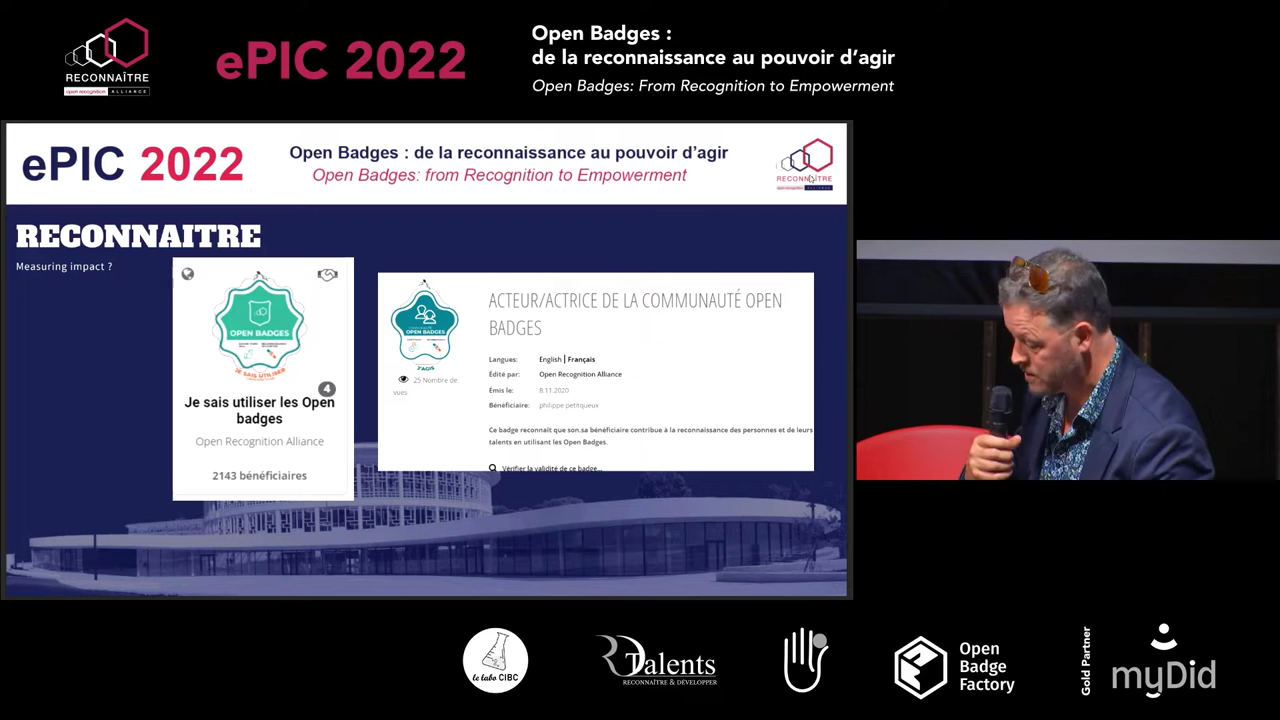 RECONNAÎTRE
open recognition ALLIANCE
ePIC 2022
Open Badges :
de la reconnaissance au pouvoir d’agir
Open Badges: From Recognition to Empowerment
ePIC 2022
Open Badges : de la reconnaissance au pouvoir d’agir
Open Badges: from Recognition to Empowerment
RECONNAÎTRE
ALLIANCE
RECONNAITRE
Measuring impact ?
OPEN BADGES
JE SAIS UTILISER
4
Je sais utiliser les Open
badges
Open Recognition Alliance
2143 bénéficiaires
OPEN BADGES
J'AGIS
25 Nombre de
vues
ACTEUR/ACTRICE DE LA COMMUNAUTÉ OPEN
BADGES
Langues: English | Français
Édité par: Open Recognition Alliance
Émis le: 8.11.2020
Bénéficiaire: philippe petitqueux
Ce badge reconnaît que son.sa bénéficiaire contribue à la reconnaissance des personnes et de leurs
talents en utilisant les Open Badges.
Vérifier la validité de ce badge...
le labo CIBC
RTalents
RECONNAÎTRE & DÉVELOPPER
Open
Badge
Factory
Gold Partner
myDid